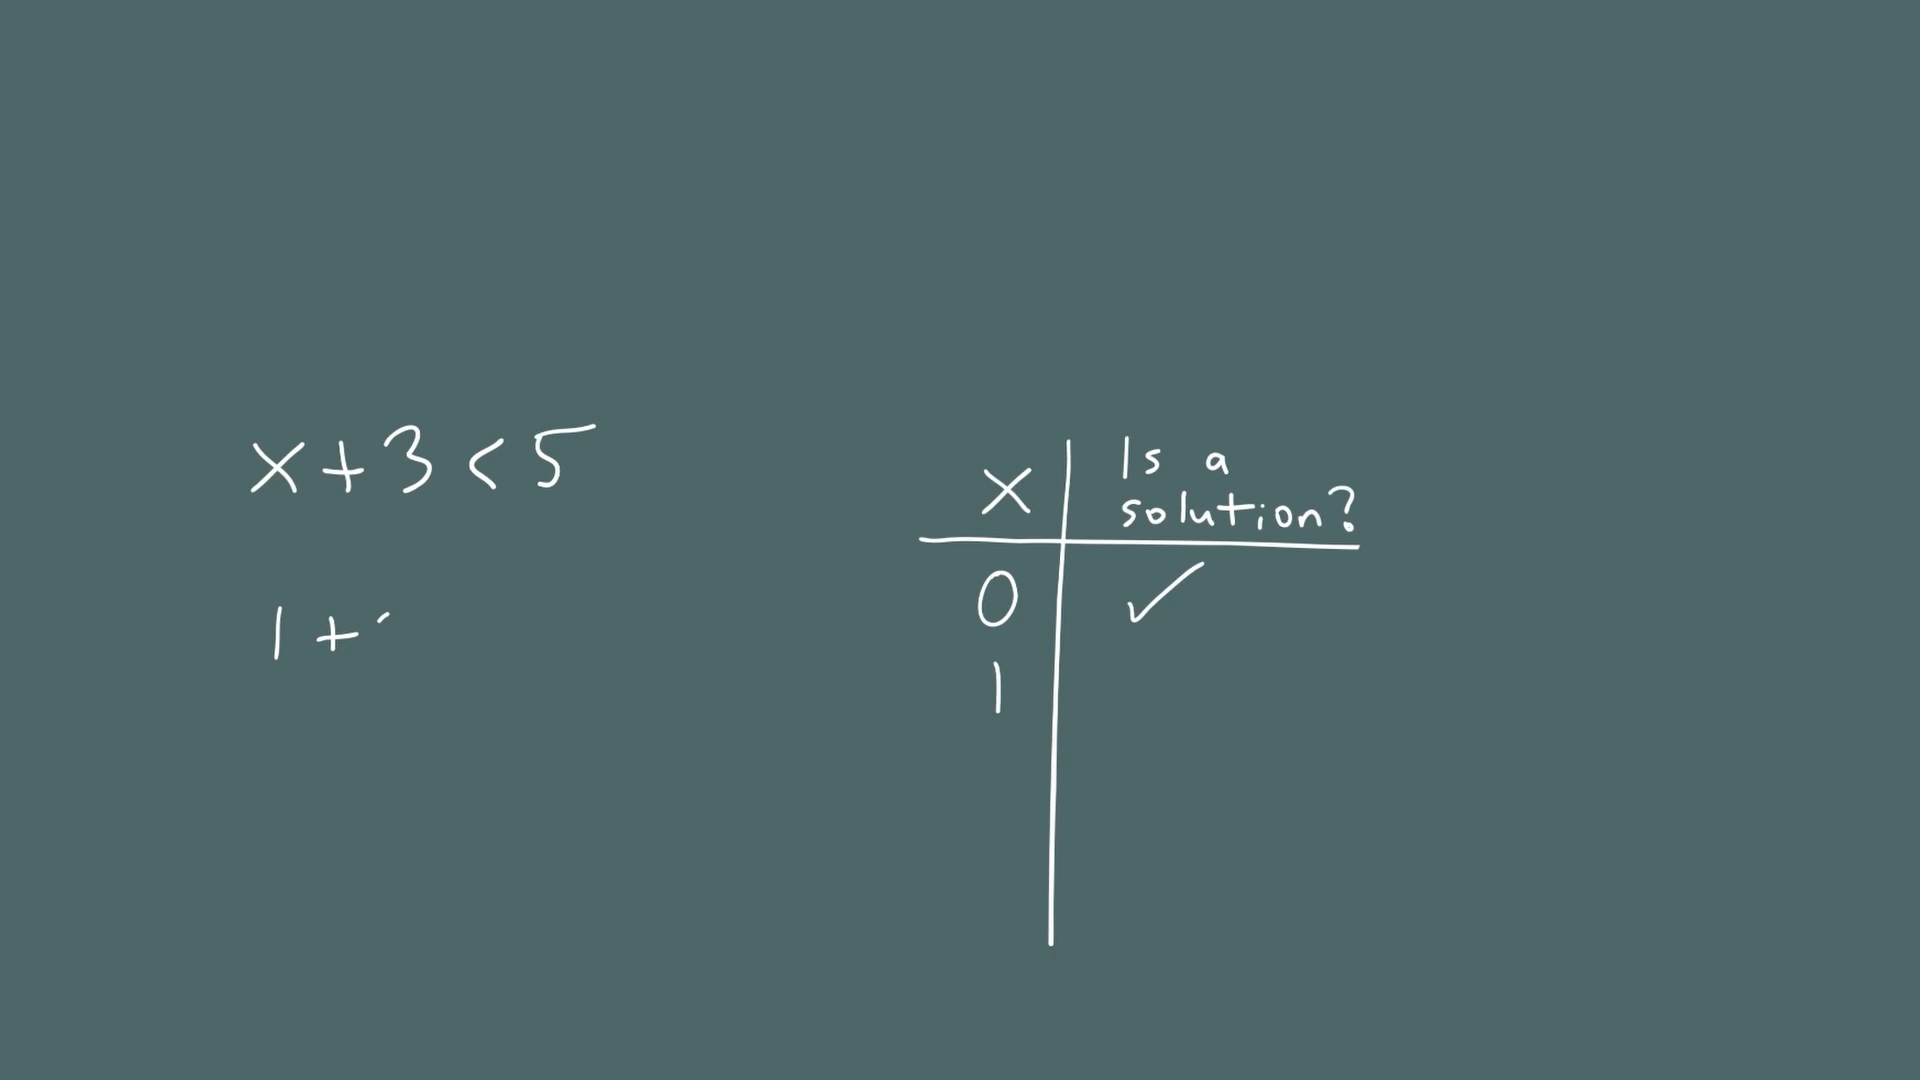 x+3<5
1+
x | Is a solution?
0 ✓
1